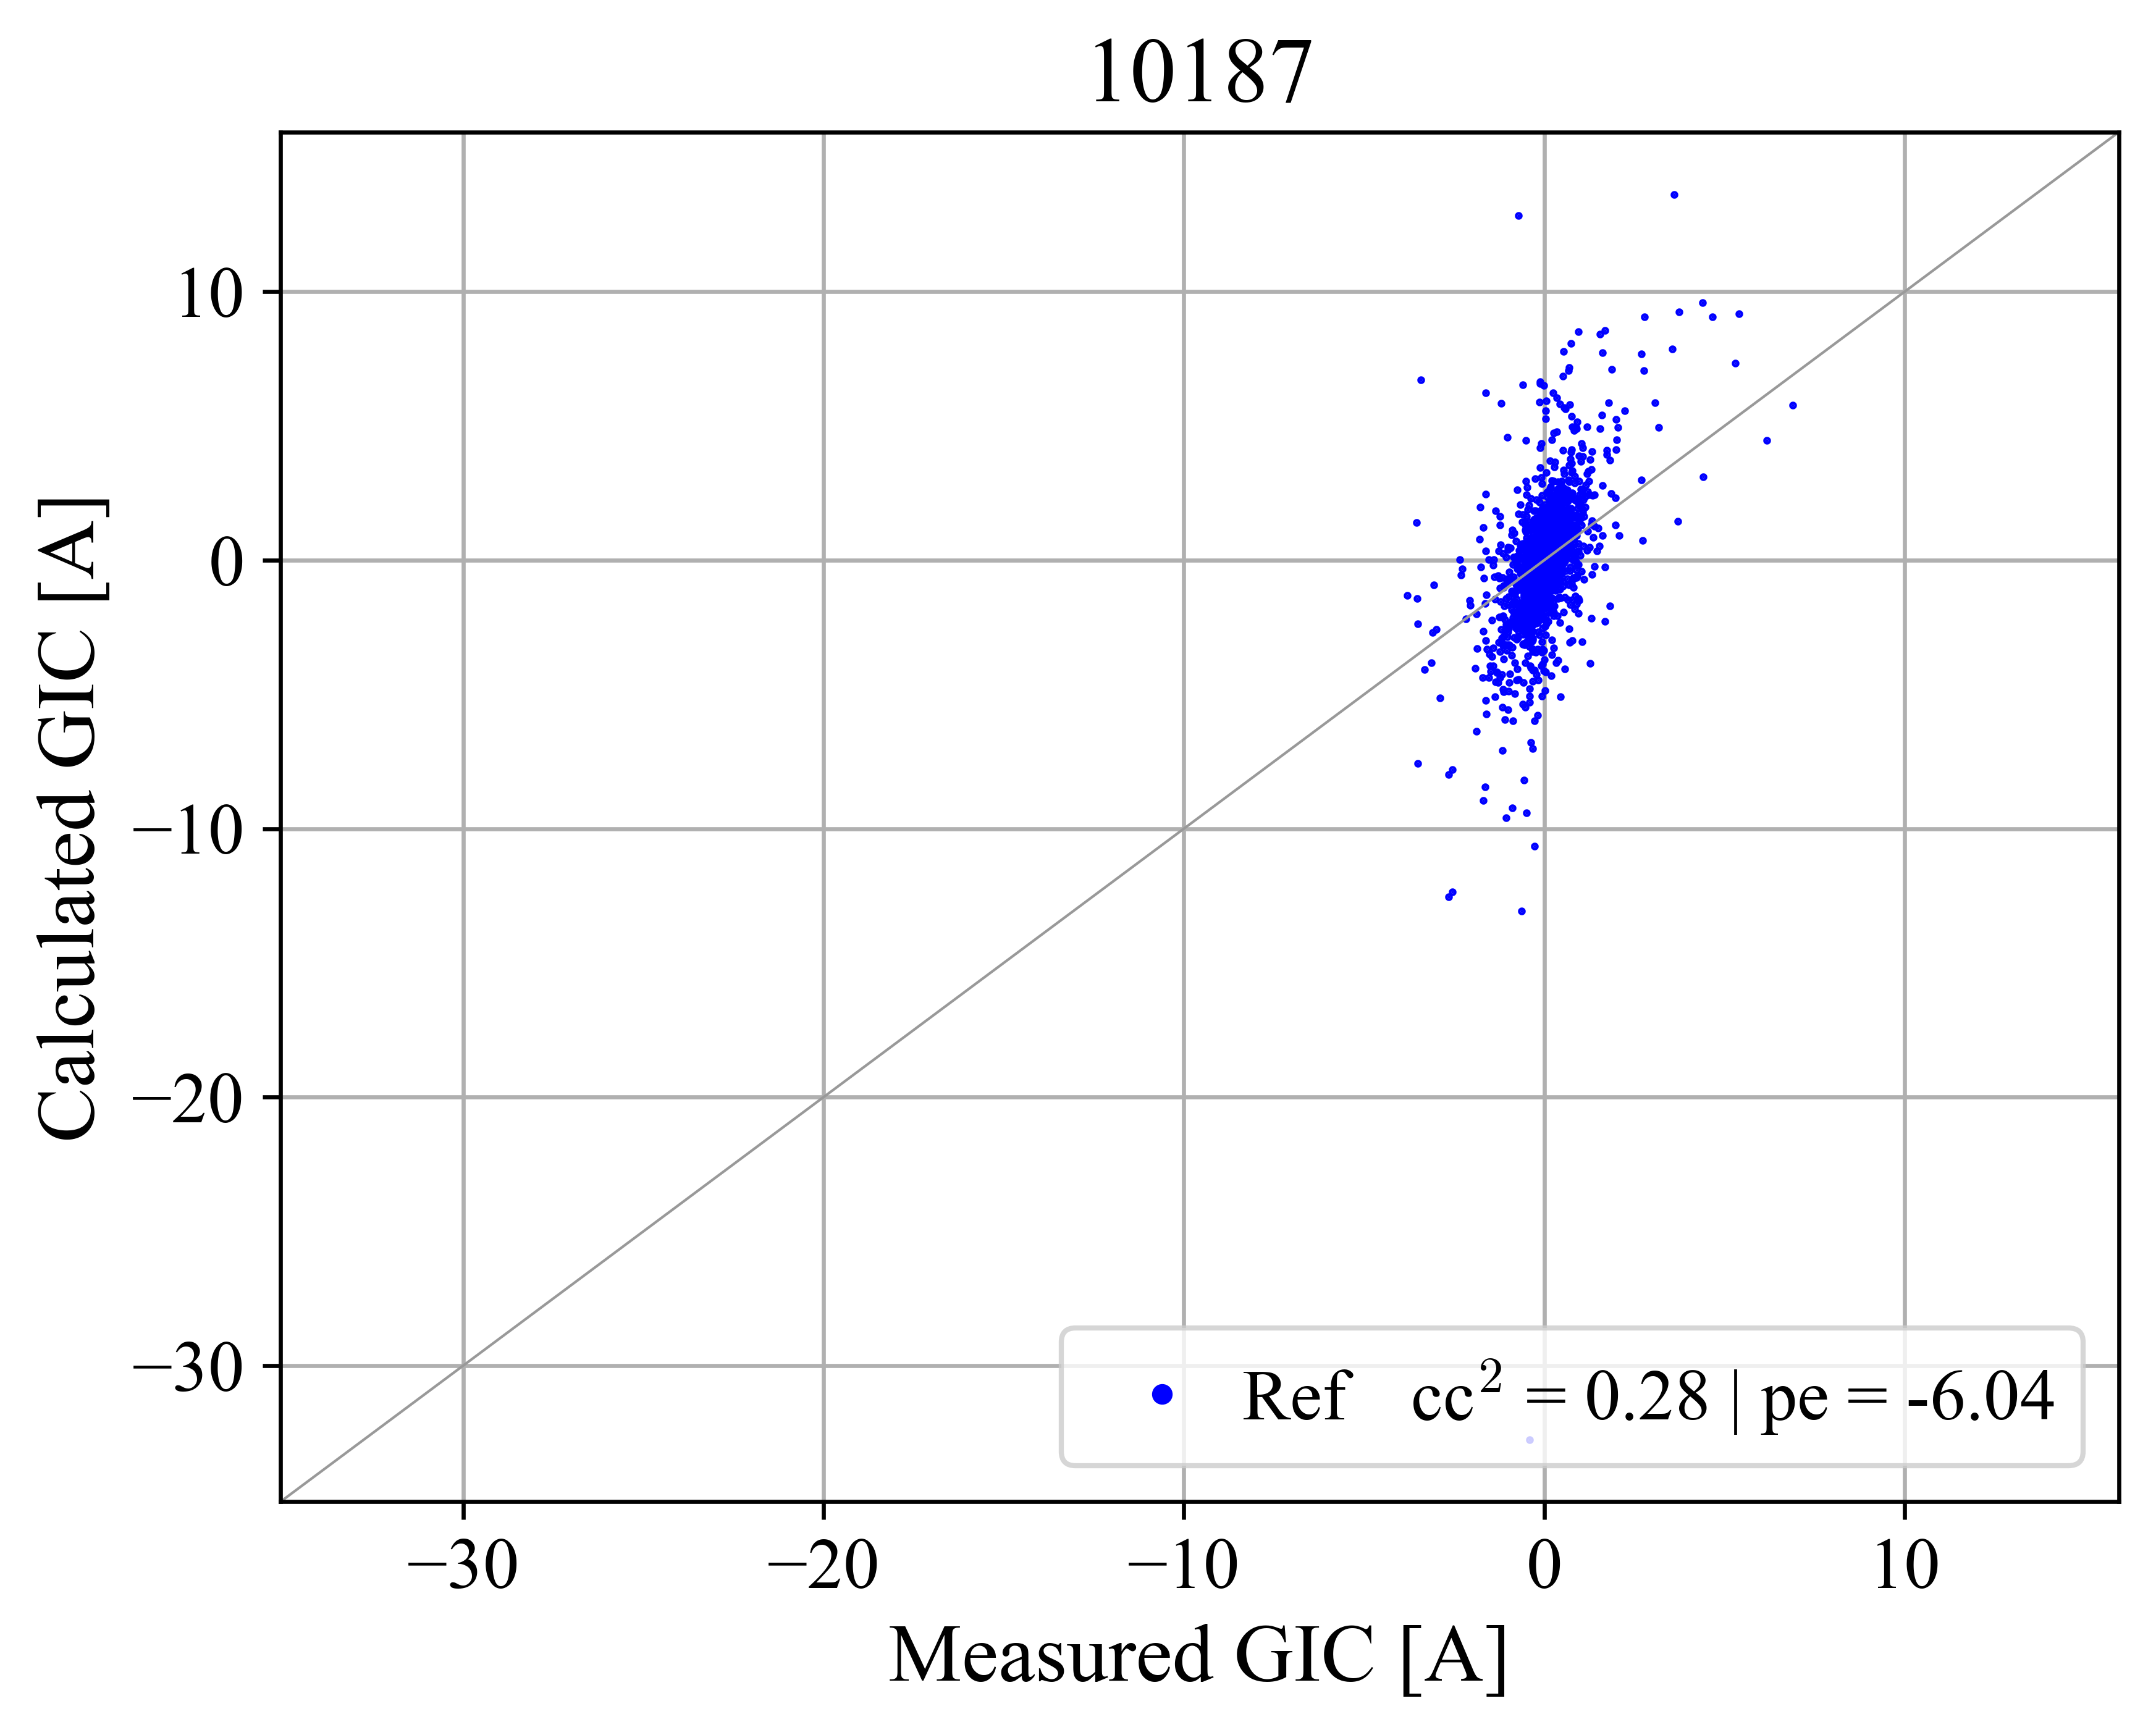 10187
Calculated GIC [A]
10
0
−10
−20
−30
Ref cc² = 0.28 | pe = -6.04
−30 −20 −10 0 10
Measured GIC [A]